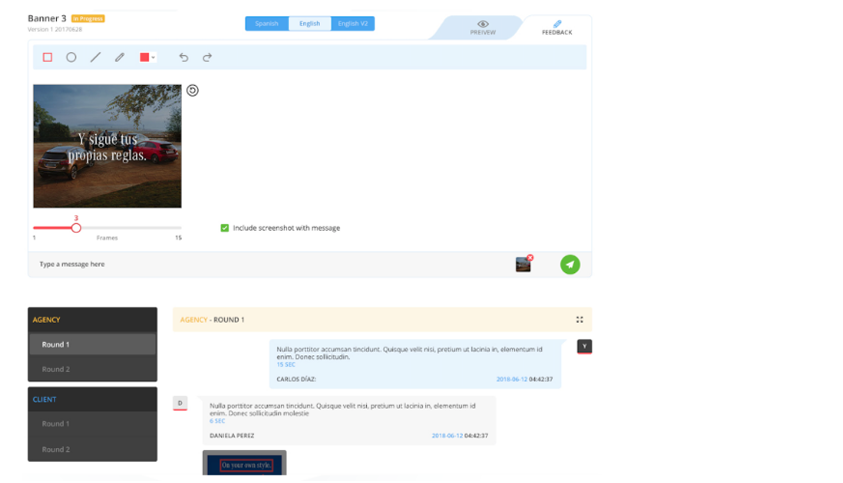 Banner 3 In Progress
Version 1 20170628
Spanish English English V2
PREIVEW
FEEDBACK
Y sigue tus
propias reglas.
3
1 Frames 15
Include screenshot with message
Type a message here
AGENCY
Round 1
Round 2
CLIENT
Round 1
Round 2
AGENCY - ROUND 1
Nulla porttitor accumsan tincidunt. Quisque velit nisi, pretium ut lacinia in, elementum id
enim. Donec sollicitudin.
15 SEC
CARLOS DÍAZ: 2018-06-12 04:42:37
Y
D
Nulla porttitor accumsan tincidunt. Quisque velit nisi, pretium ut lacinia in, elementum id
enim. Donec sollicitudin molestie
6 SEC
DANIELA PEREZ 2018-06-12 04:42:37
On your own style.